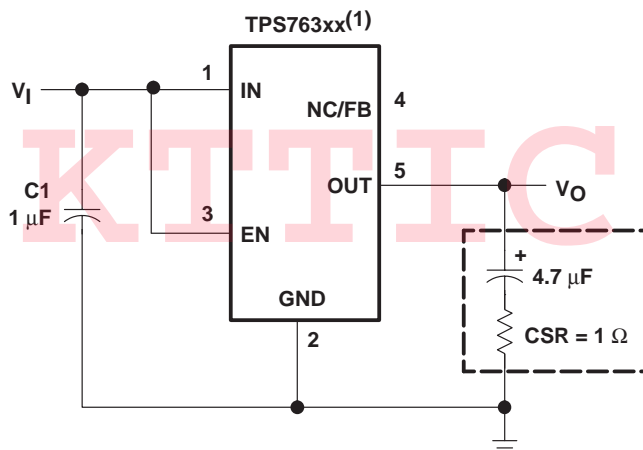 TPS763xx(1)
1
IN
VI
NC/FB
4
KTTIC
5
OUT
VO
C1
1 μF
3
EN
+
4.7 μF
GND
2
CSR = 1 Ω